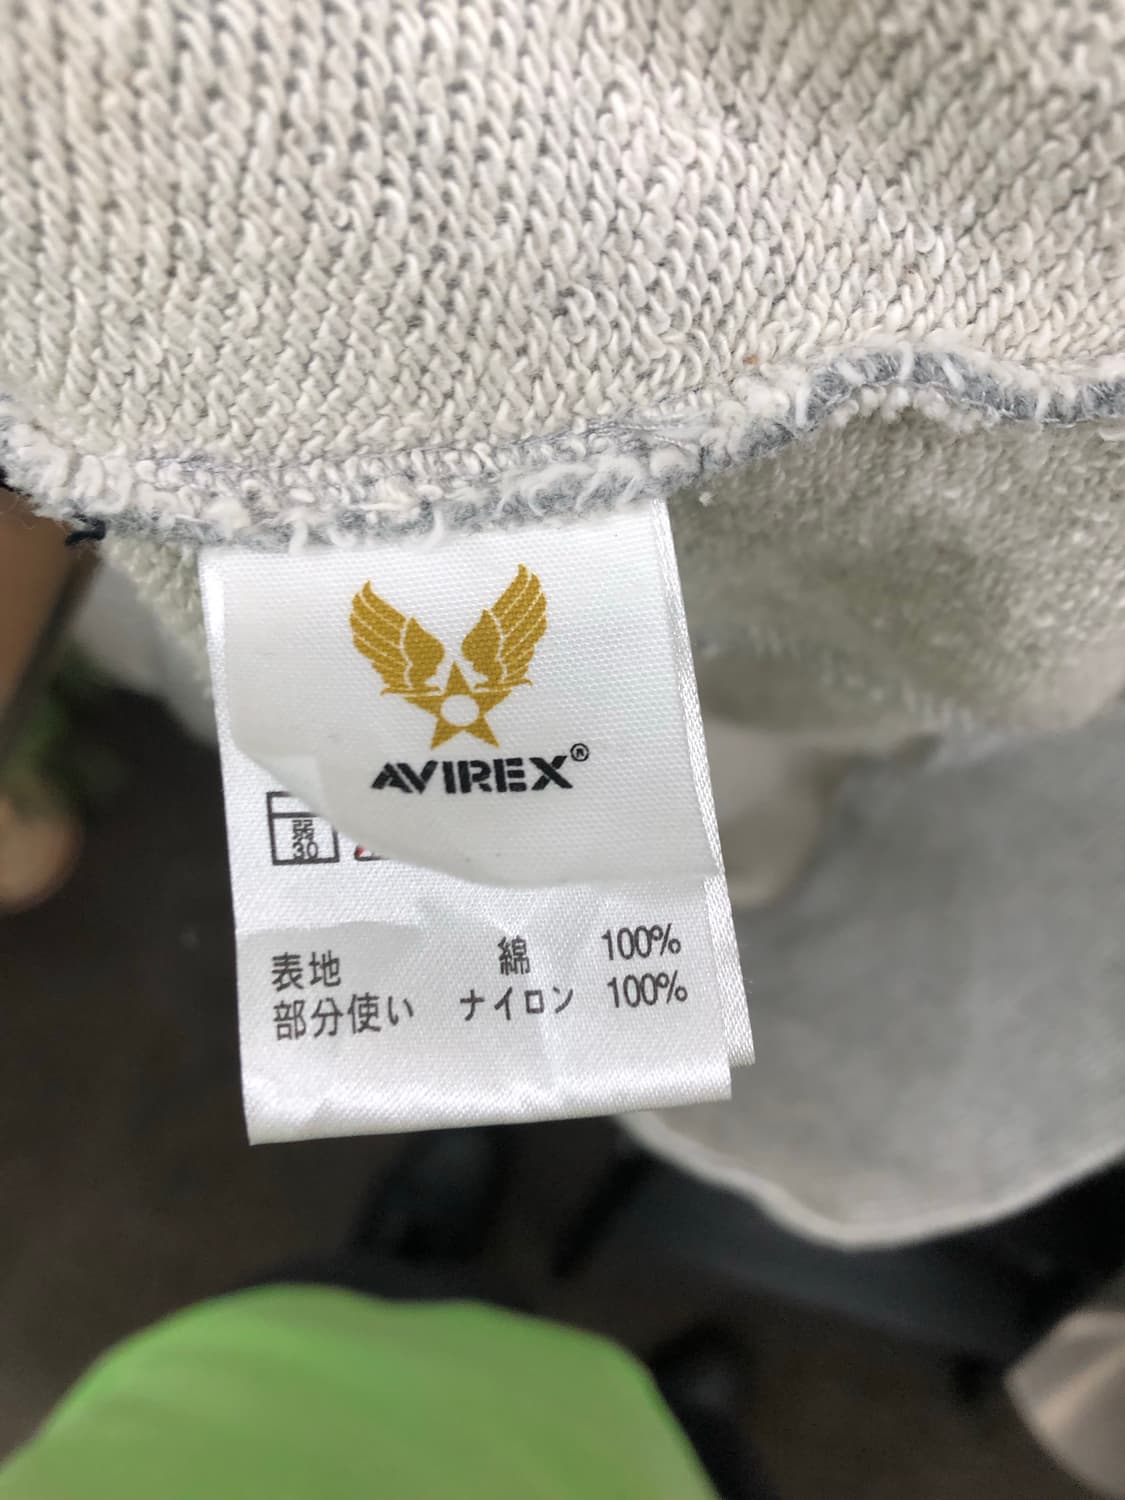 AVIREX®
弱
30
表地 綿 100%
部分使い ナイロン 100%